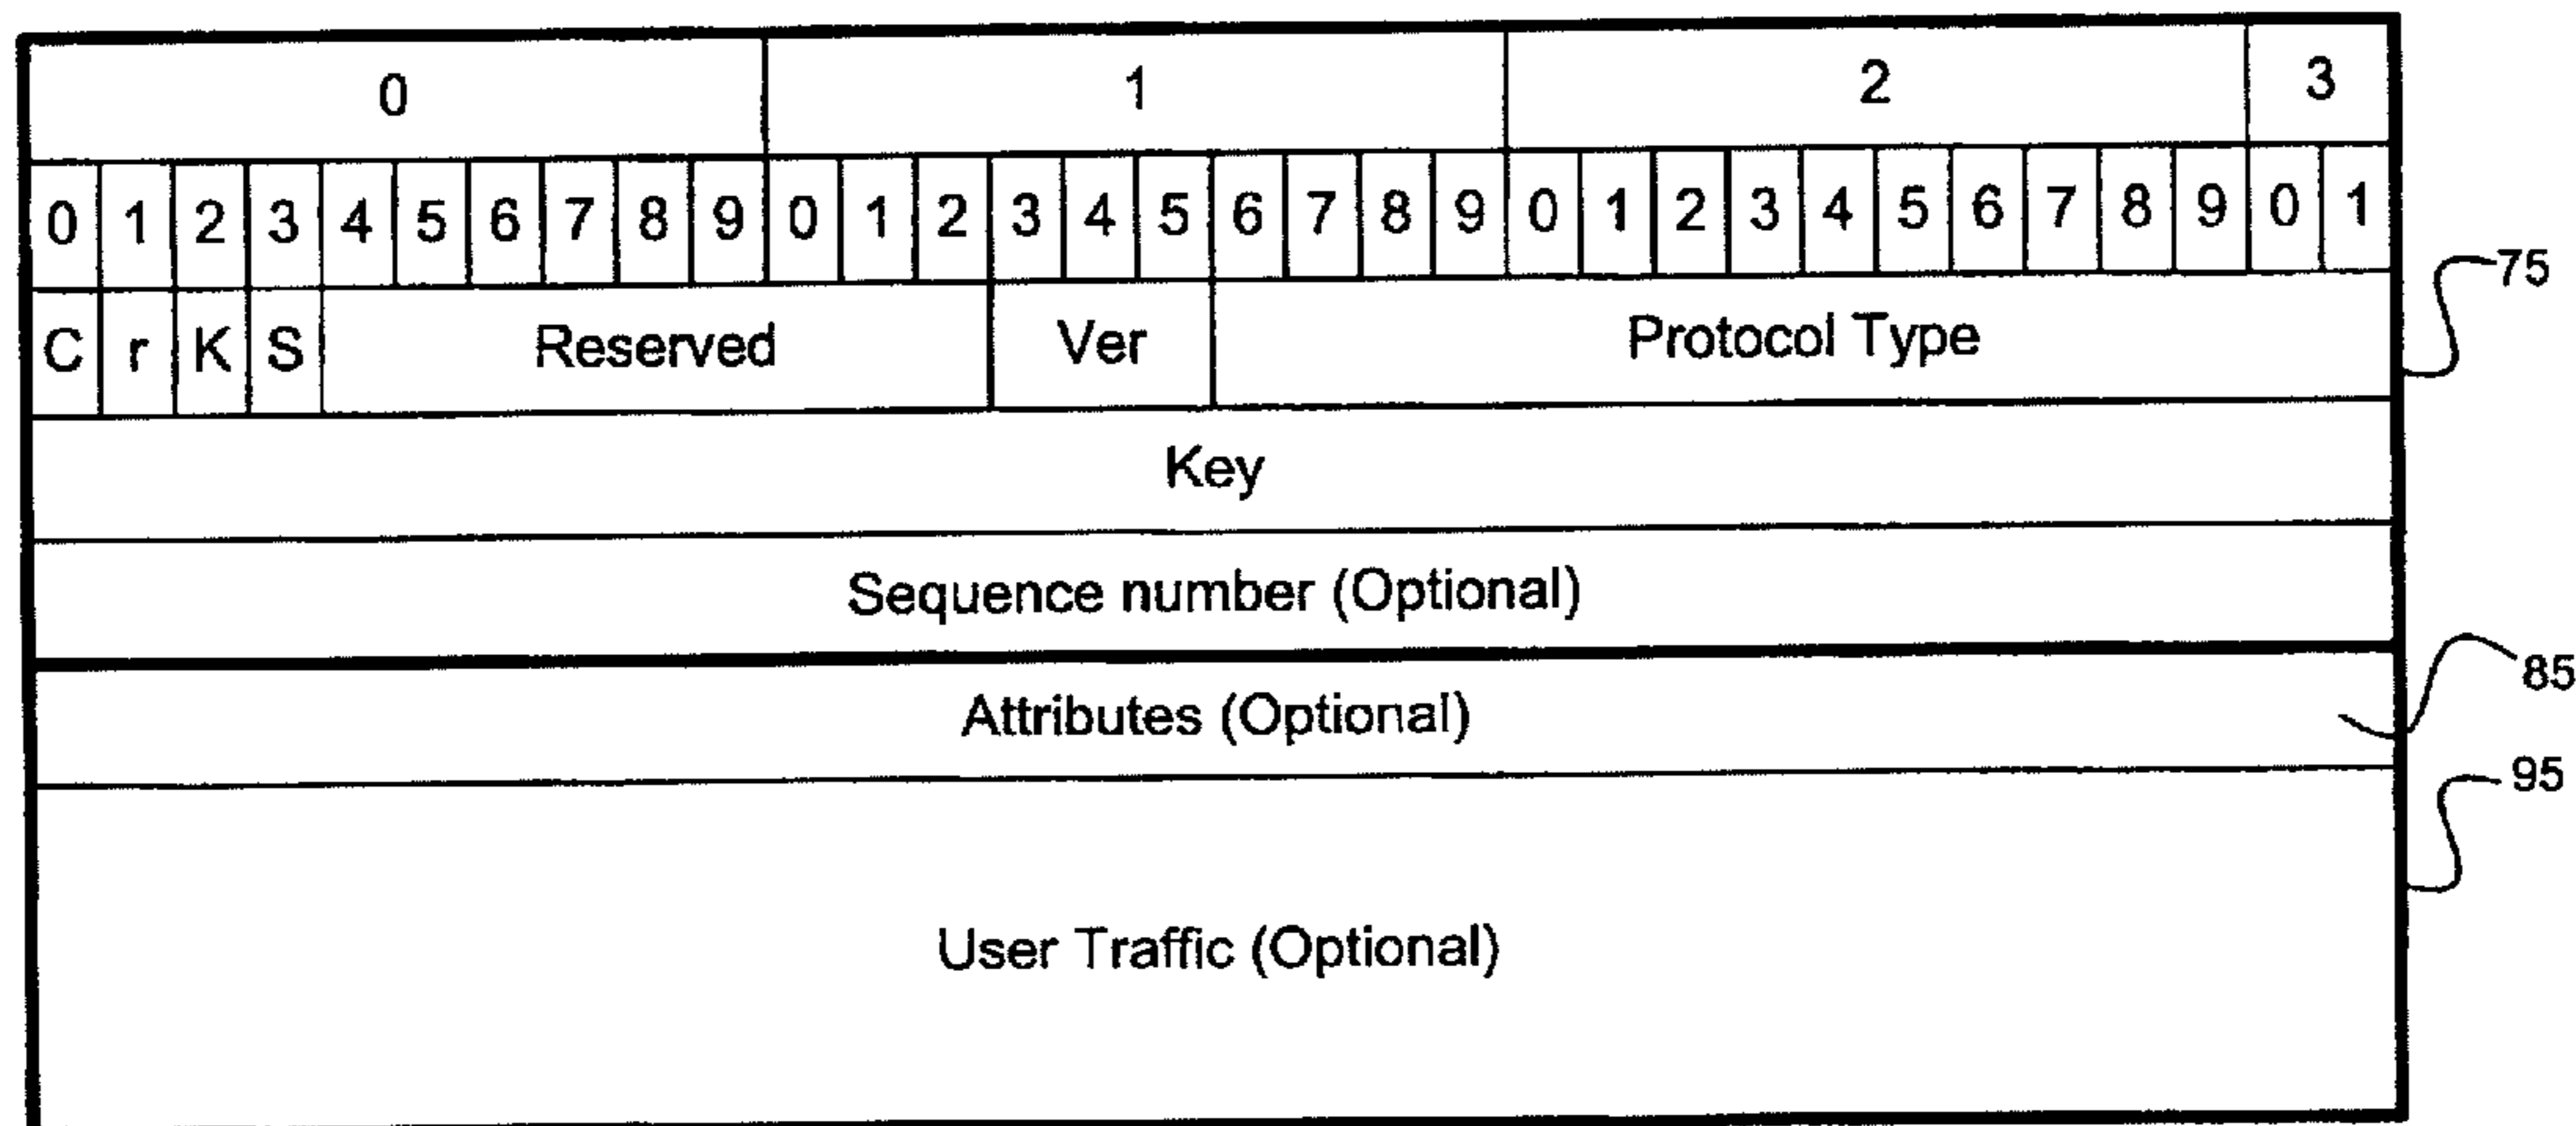 0 1 2 3
0 1 2 3 4 5 6 7 8 9 0 1 2 3 4 5 6 7 8 9 0 1 2 3 4 5 6 7 8 9 0 1
75
C r K S Reserved Ver Protocol Type
Key
Sequence number (Optional)
85
Attributes (Optional)
95
User Traffic (Optional)